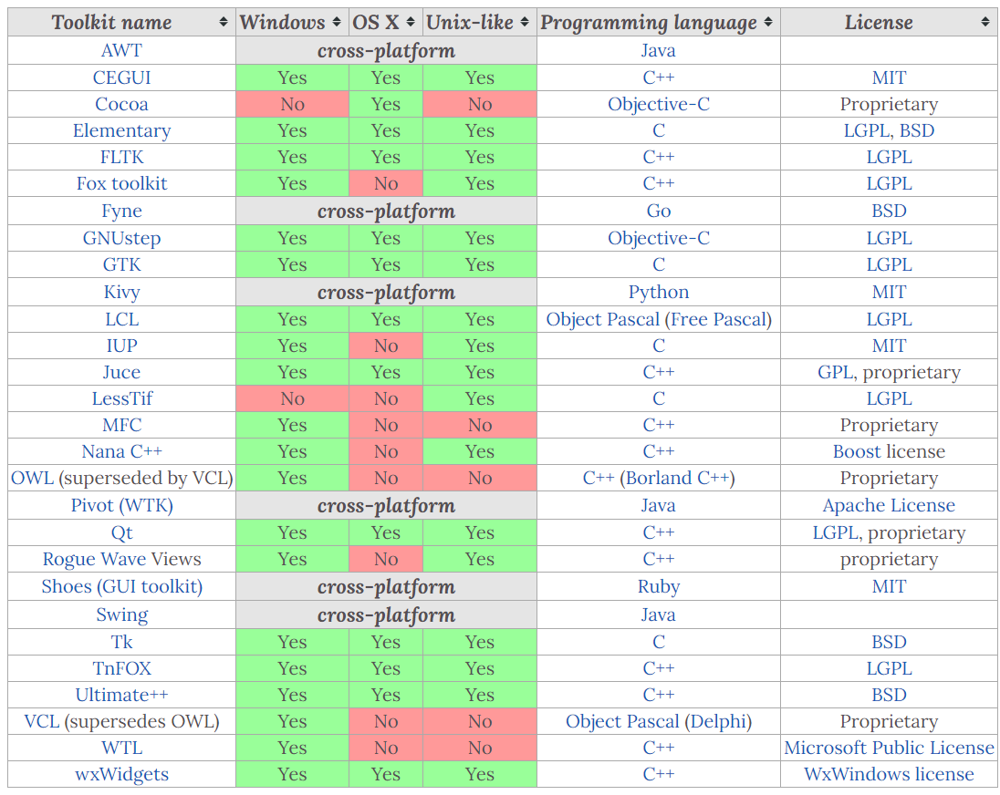 Toolkit name Windows OS X Unix-like Programming language License
AWT cross-platform Java
CEGUI Yes Yes Yes C++ MIT
Cocoa No Yes No Objective-C Proprietary
Elementary Yes Yes Yes C LGPL, BSD
FLTK Yes Yes Yes C++ LGPL
Fox toolkit Yes No Yes C++ LGPL
Fyne cross-platform Go BSD
GNUstep Yes Yes Yes Objective-C LGPL
GTK Yes Yes Yes C LGPL
Kivy cross-platform Python MIT
LCL Yes Yes Yes Object Pascal (Free Pascal) LGPL
IUP Yes No Yes C MIT
Juce Yes Yes Yes C++ GPL, proprietary
LessTif No No Yes C LGPL
MFC Yes No No C++ Proprietary
Nana C++ Yes No Yes C++ Boost license
OWL (superseded by VCL) Yes No No C++ (Borland C++) Proprietary
Pivot (WTK) cross-platform Java Apache License
Qt Yes Yes Yes C++ LGPL, proprietary
Rogue Wave Views Yes No Yes C++ proprietary
Shoes (GUI toolkit) cross-platform Ruby MIT
Swing cross-platform Java
Tk Yes Yes Yes C BSD
TnFOX Yes Yes Yes C++ LGPL
Ultimate++ Yes Yes Yes C++ BSD
VCL (supersedes OWL) Yes No No Object Pascal (Delphi) Proprietary
WTL Yes No No C++ Microsoft Public License
wxWidgets Yes Yes Yes C++ WxWindows license